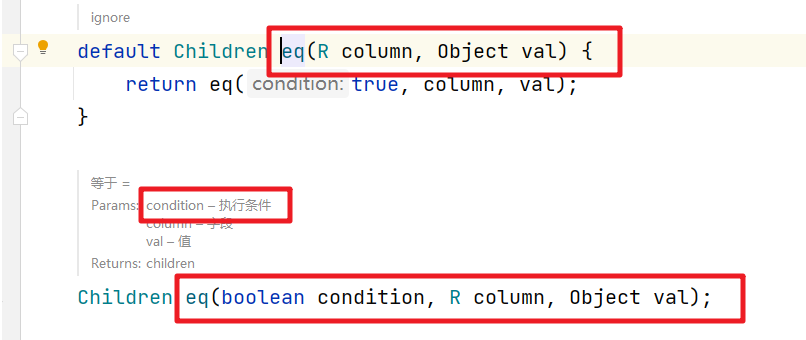 ignore
default Children eq(R column, Object val) {
return eq( condition: true, column, val);
}
等于 =
Params: condition – 执行条件
column – 字段
val – 值
Returns: children
Children eq(boolean condition, R column, Object val);